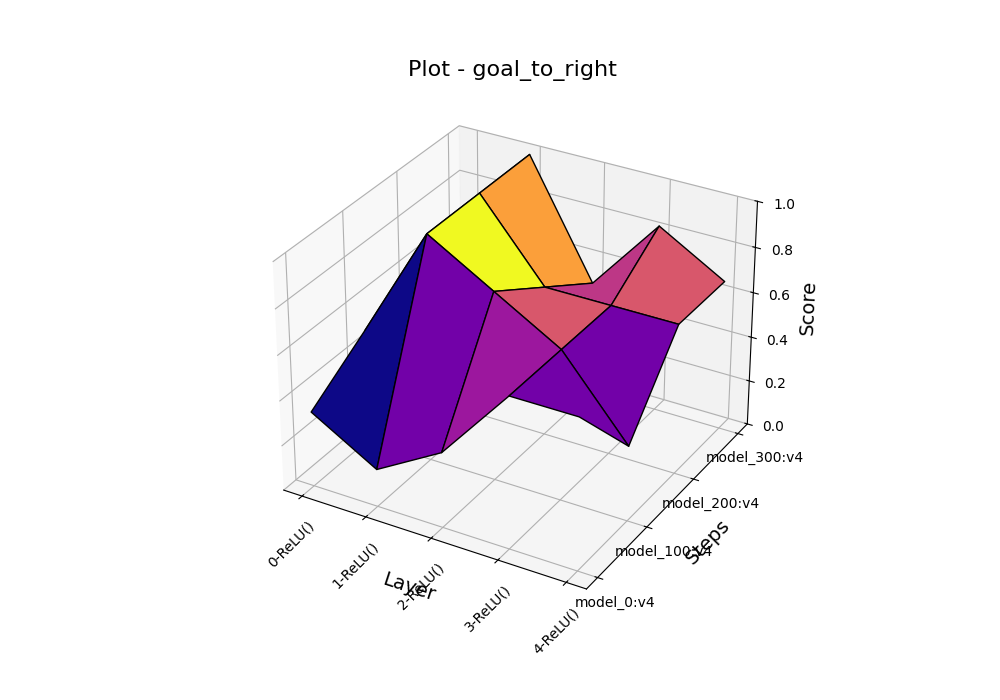 Plot - goal_to_right
1.0
0.8
0.6
0.4
0.2
0.0
Score
model_300:v4
model_200:v4
model_100:v4
model_0:v4
Steps
0-ReLU()
1-ReLU()
2-ReLU()
3-ReLU()
4-ReLU()
Layer